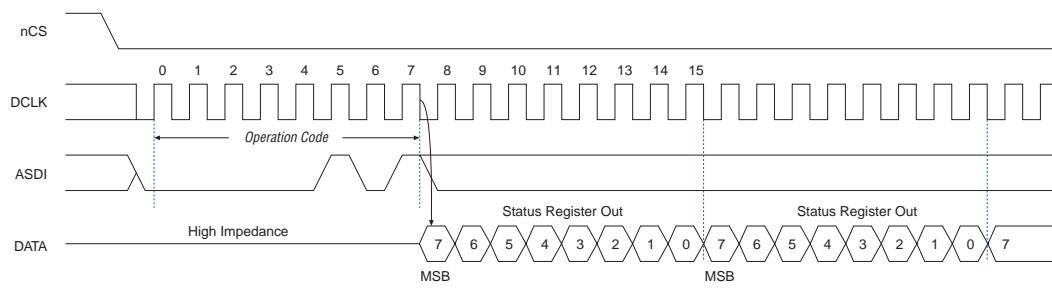 nCS
0 1 2 3 4 5 6 7 8 9 10 11 12 13 14 15
DCLK
Operation Code
ASDI
Status Register Out Status Register Out
High Impedance
DATA
7 6 5 4 3 2 1 0 7 6 5 4 3 2 1 0 7
MSB MSB